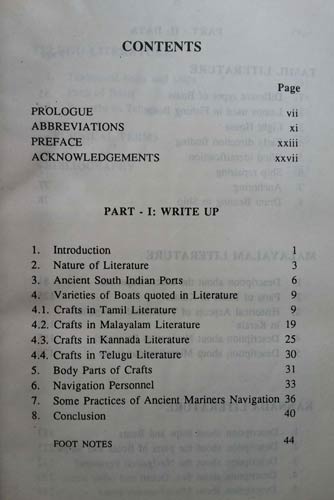 CONTENTS
Page
PROLOGUE vii
ABBREVIATIONS xi
PREFACE xxiii
ACKNOWLEDGEMENTS xxvii
PART - I: WRITE UP
1. Introduction 1
2. Nature of Literature 3
3. Ancient South Indian Ports 6
4. Varieties of Boats quoted in Literature 9
4.1. Crafts in Tamil Literature 9
4.2. Crafts in Malayalam Literature 19
4.3. Crafts in Kannada Literature 25
4.4. Crafts in Telugu Literature 30
5. Body Parts of Crafts 31
6. Navigation Personnel 33
7. Some Practices of Ancient Mariners Navigation 36
8. Conclusion 40
FOOT NOTES 44